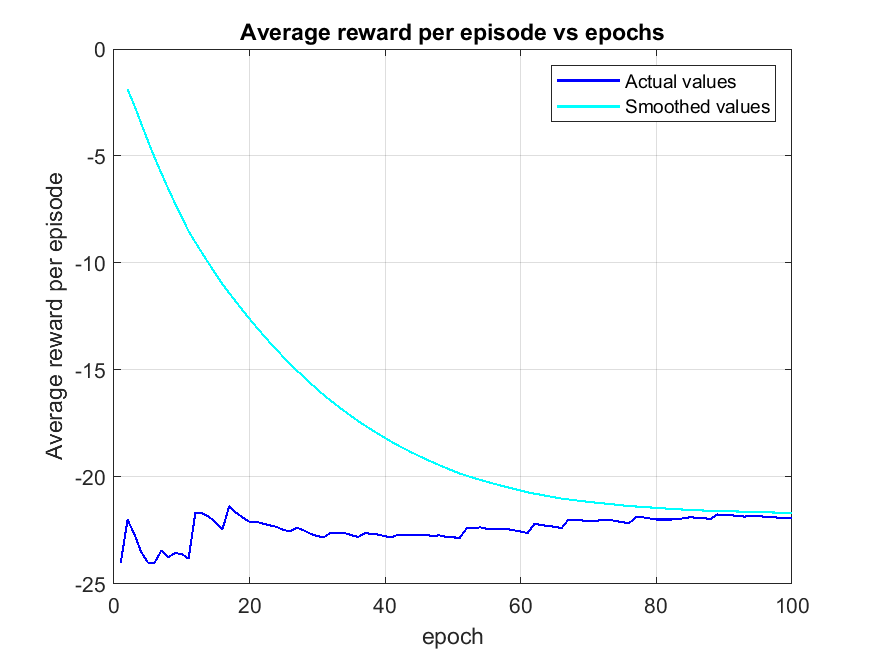 Average reward per episode vs epochs
Actual values
Smoothed values
Average reward per episode
0
-5
-10
-15
-20
-25
0 20 40 60 80 100
epoch